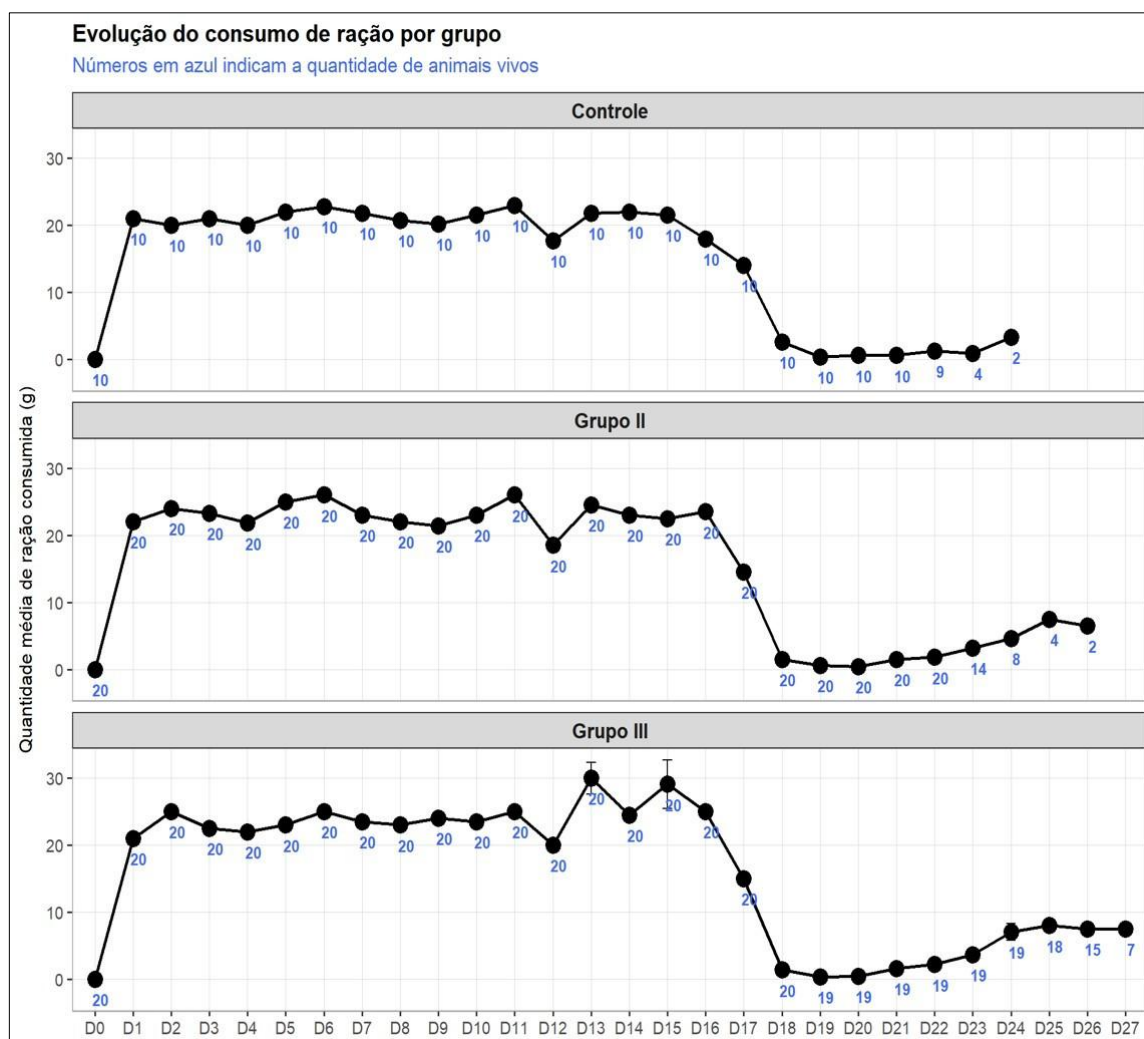 Evolução do consumo de ração por grupo
Números em azul indicam a quantidade de animais vivos
Quantidade média de ração consumida (g)
Controle
30
20
10
0
10 10 10 10 10 10 10 10 10 10 10 10 10 10 10 10 10 10 10 10 10 10 9 4 2
Grupo II
30
20
10
0
20 20 20 20 20 20 20 20 20 20 20 20 20 20 20 20 20 20 20 20 20 20 20 14 8 4 2
Grupo III
30
20
10
0
20 20 20 20 20 20 20 20 20 20 20 20 20 20 20 20 20 20 20 19 19 19 19 19 19 18 15 7
D0 D1 D2 D3 D4 D5 D6 D7 D8 D9 D10 D11 D12 D13 D14 D15 D16 D17 D18 D19 D20 D21 D22 D23 D24 D25 D26 D27